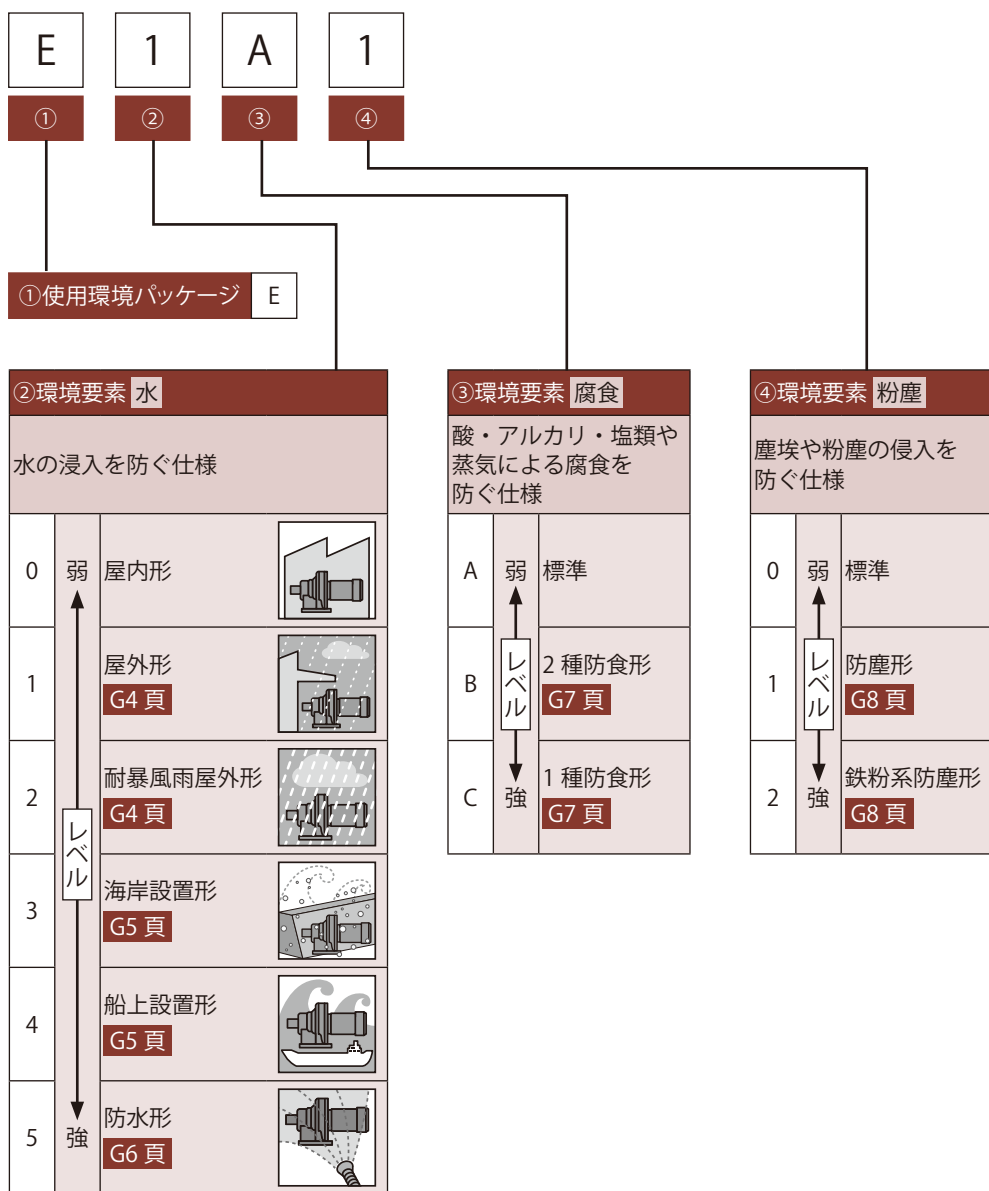 E 1 A 1
① ② ③ ④
①使用環境パッケージ E
②環境要素 水
水の浸入を防ぐ仕様
0 弱 屋内形
1 屋外形
G4 頁
2 耐暴風雨屋外形
G4 頁
レベル
3 海岸設置形
G5 頁
4 船上設置形
G5 頁
5 強 防水形
G6 頁
③環境要素 腐食
酸・アルカリ・塩類や
蒸気による腐食を
防ぐ仕様
A 弱 標準
B レベル 2 種防食形
G7 頁
C 強 1 種防食形
G7 頁
④環境要素 粉塵
塵埃や粉塵の侵入を
防ぐ仕様
0 弱 標準
1 レベル 防塵形
G8 頁
2 強 鉄粉系防塵形
G8 頁